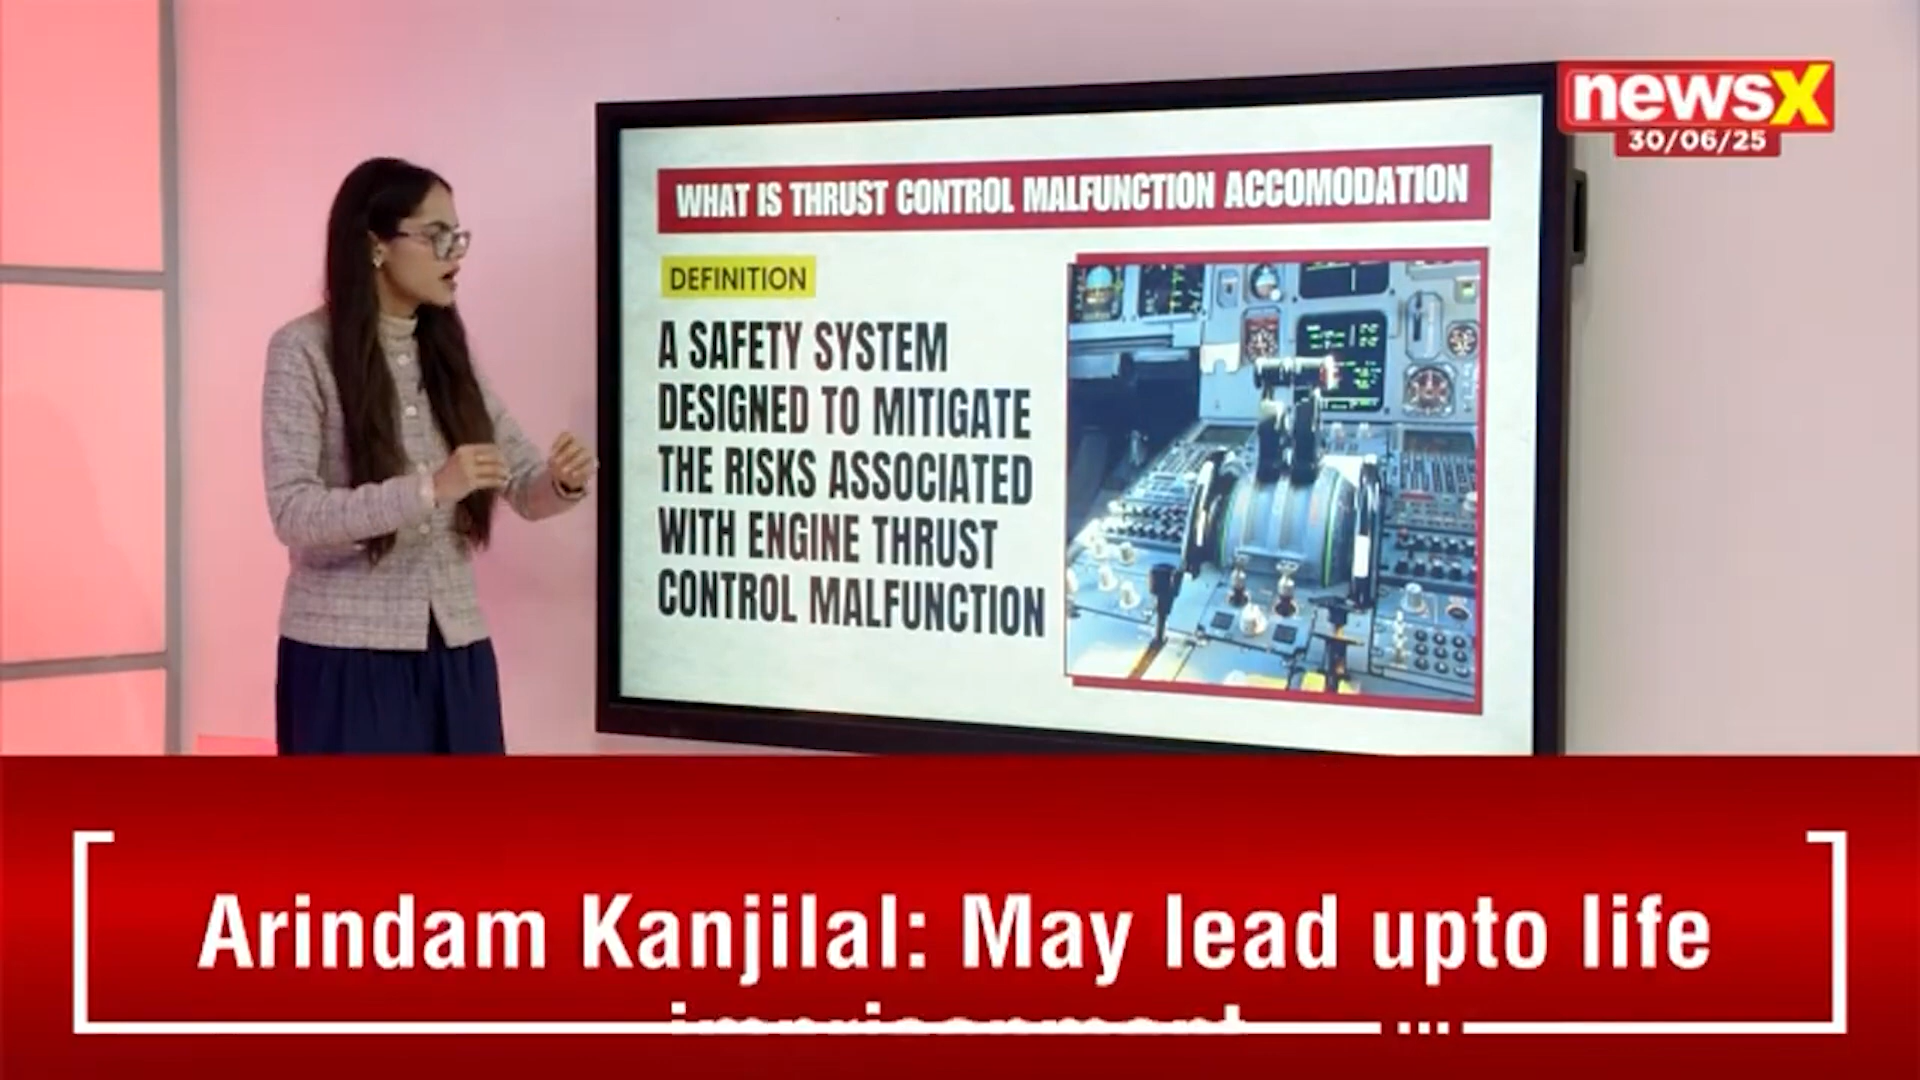 newsX
30/06/25
WHAT IS THRUST CONTROL MALFUNCTION ACCOMODATION
DEFINITION
A SAFETY SYSTEM
DESIGNED TO MITIGATE
THE RISKS ASSOCIATED
WITH ENGINE THRUST
CONTROL MALFUNCTION
Arindam Kanjilal: May lead upto life
imprisonment